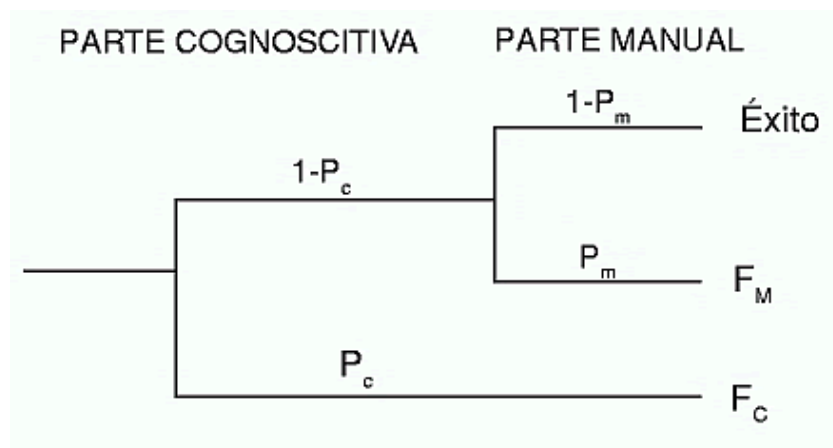 PARTE COGNOSCITIVA PARTE MANUAL
1-Pm Éxito
1-Pc
Pm FM
Pc FC